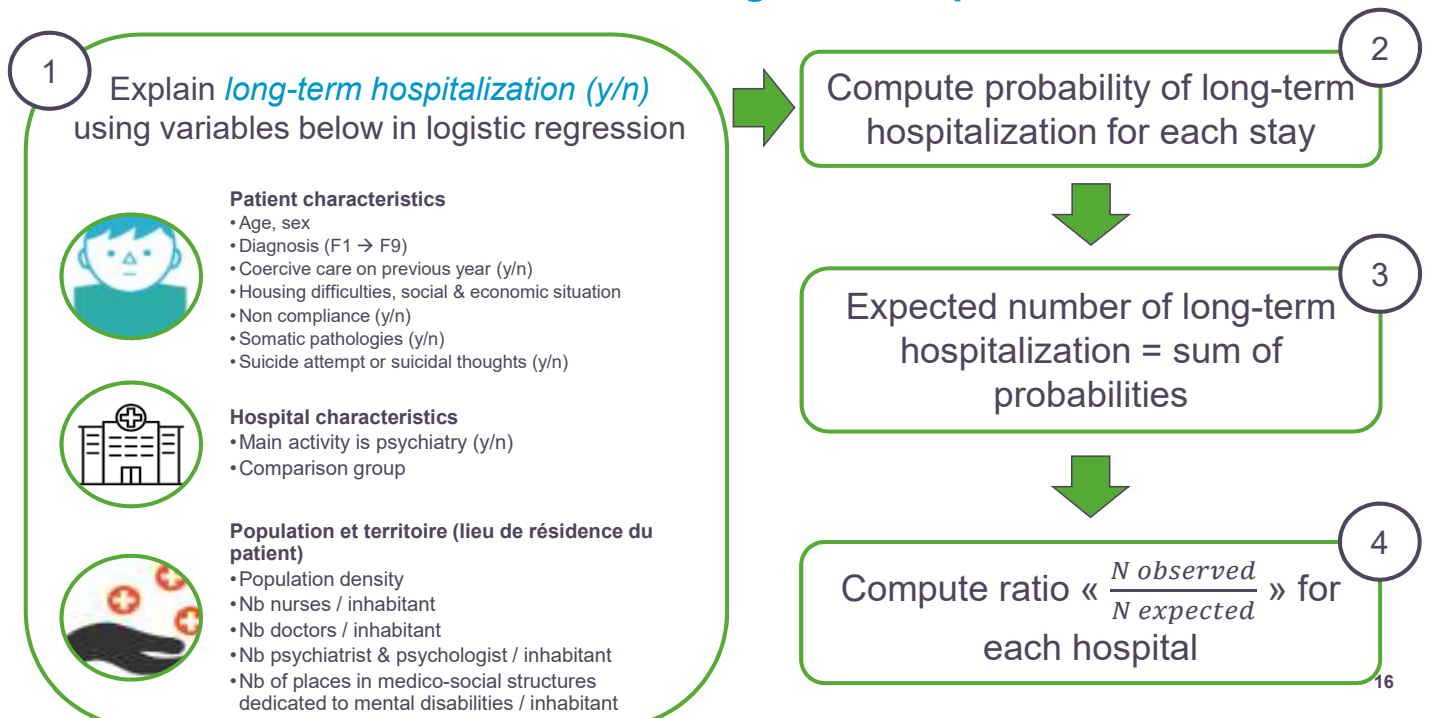 1
Explain long-term hospitalization (y/n)
using variables below in logistic regression
Patient characteristics
•Age, sex
•Diagnosis (F1 → F9)
•Coercive care on previous year (y/n)
•Housing difficulties, social & economic situation
•Non compliance (y/n)
•Somatic pathologies (y/n)
•Suicide attempt or suicidal thoughts (y/n)
Hospital characteristics
•Main activity is psychiatry (y/n)
•Comparison group
Population et territoire (lieu de résidence du
patient)
•Population density
•Nb nurses / inhabitant
•Nb doctors / inhabitant
•Nb psychiatrist & psychologist / inhabitant
•Nb of places in medico-social structures
dedicated to mental disabilities / inhabitant
2
Compute probability of long-term
hospitalization for each stay
3
Expected number of long-term
hospitalization = sum of
probabilities
4
Compute ratio « N observed / N expected » for
each hospital
16